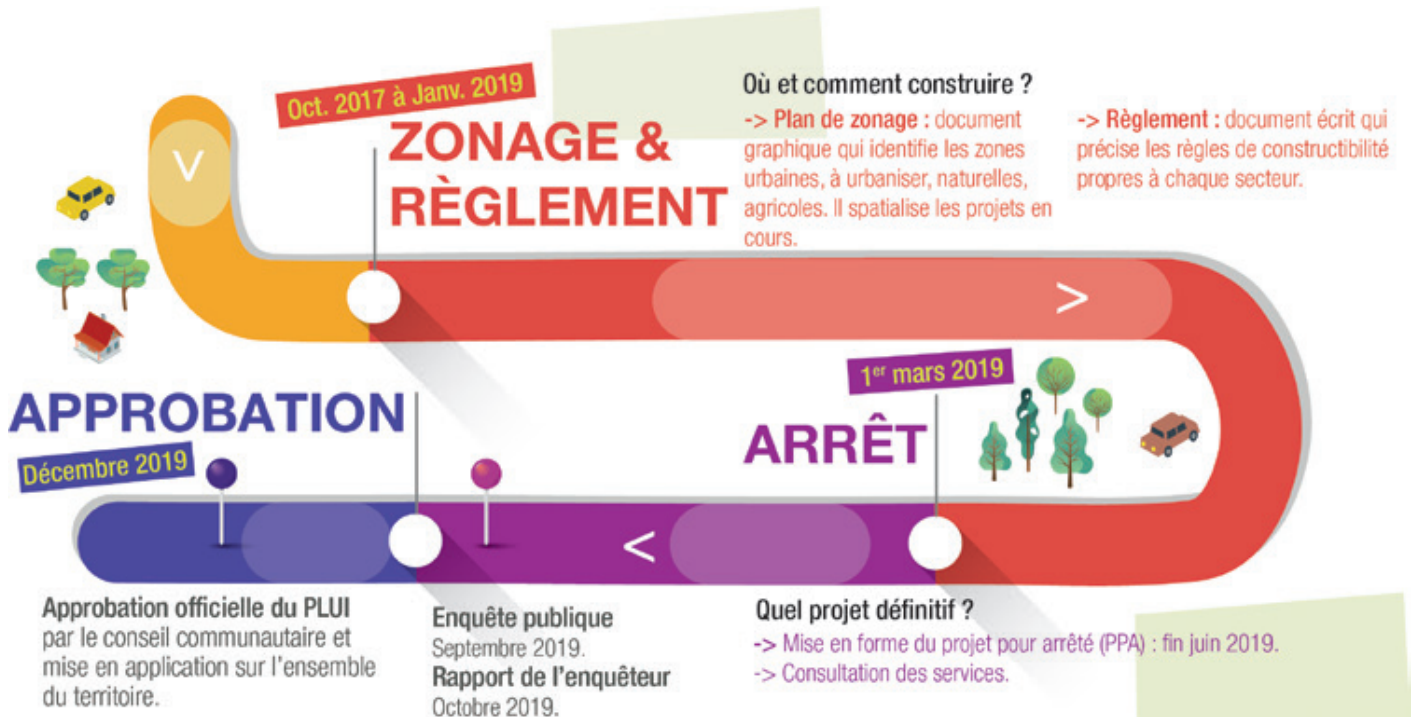 Oct. 2017 à Janv. 2019
ZONAGE &
RÈGLEMENT
Où et comment construire ?
-> Plan de zonage : document
graphique qui identifie les zones
urbaines, à urbaniser, naturelles,
agricoles. Il spatialise les projets en
cours.
-> Règlement : document écrit qui
précise les règles de constructibilité
propres à chaque secteur.
>
>
1er mars 2019
ARRÊT
<
Quel projet définitif ?
-> Mise en forme du projet pour arrêté (PPA) : fin juin 2019.
-> Consultation des services.
Enquête publique
Septembre 2019.
Rapport de l'enquêteur
Octobre 2019.
APPROBATION
Décembre 2019
Approbation officielle du PLUI
par le conseil communautaire et
mise en application sur l'ensemble
du territoire.